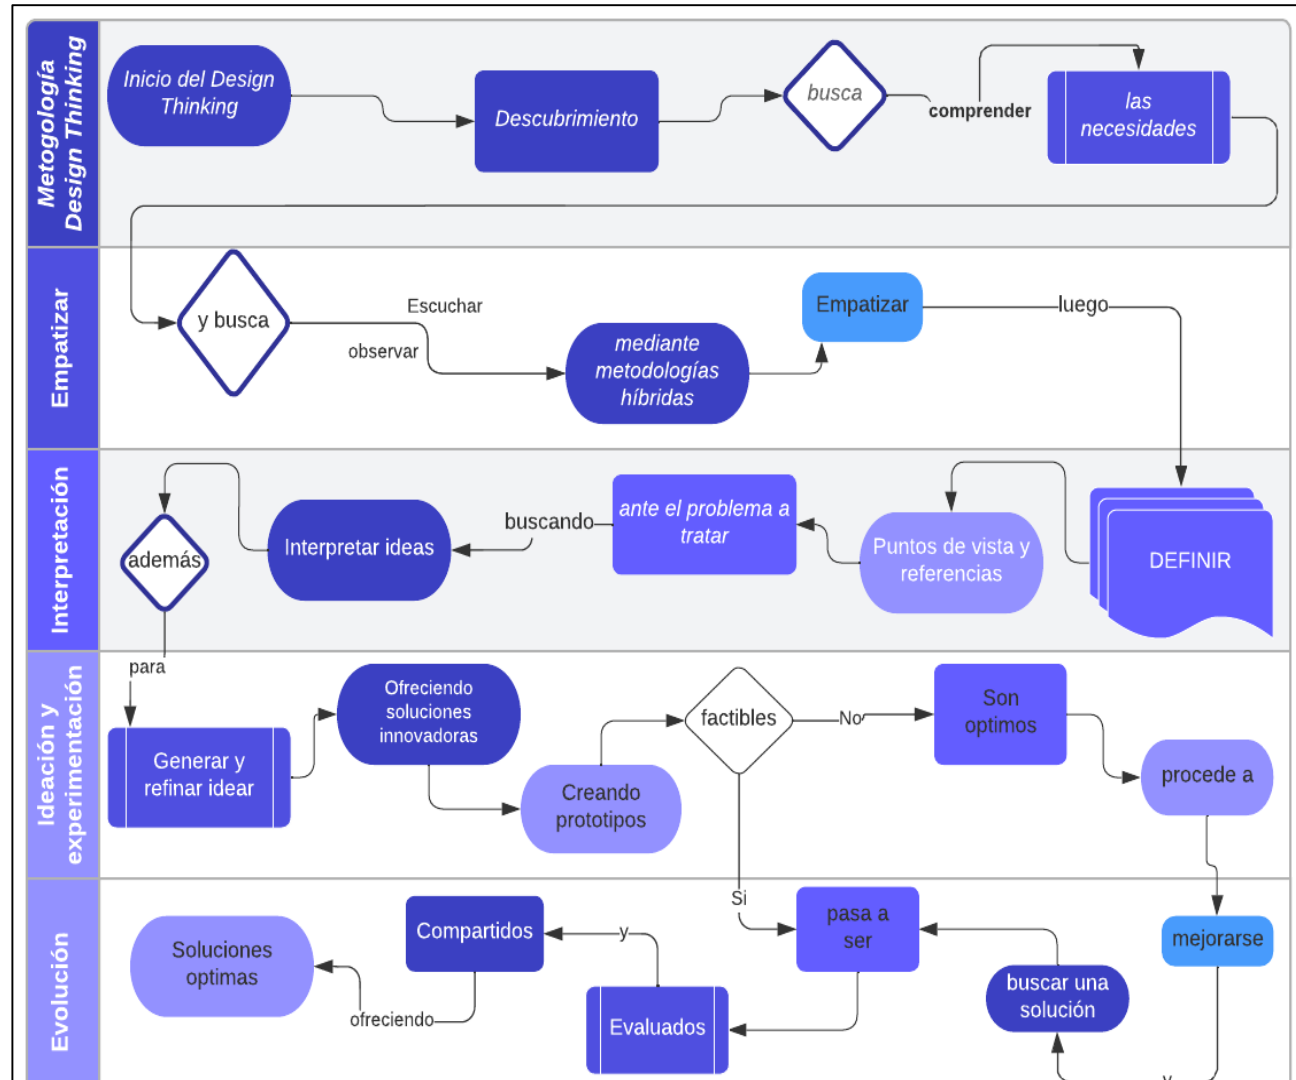 Metogología
Design Thinking
Inicio del Design
Thinking
Descubrimiento
busca
comprender
las
necesidades
Empatizar
y busca
Escuchar
observar
mediante
metodologías
híbridas
Empatizar
luego
Interpretación
DEFINIR
Puntos de vista y
referencias
ante el problema a
tratar
buscando
Interpretar ideas
además
para
Ideación y
experimentación
Generar y
refinar idear
Ofreciendo
soluciones
innovadoras
Creando
prototipos
factibles
No
Son
optimos
procede a
Si
Evolución
mejorarse
y
buscar una
solución
pasa a
ser
Evaluados
y
Compartidos
ofreciendo
Soluciones
optimas